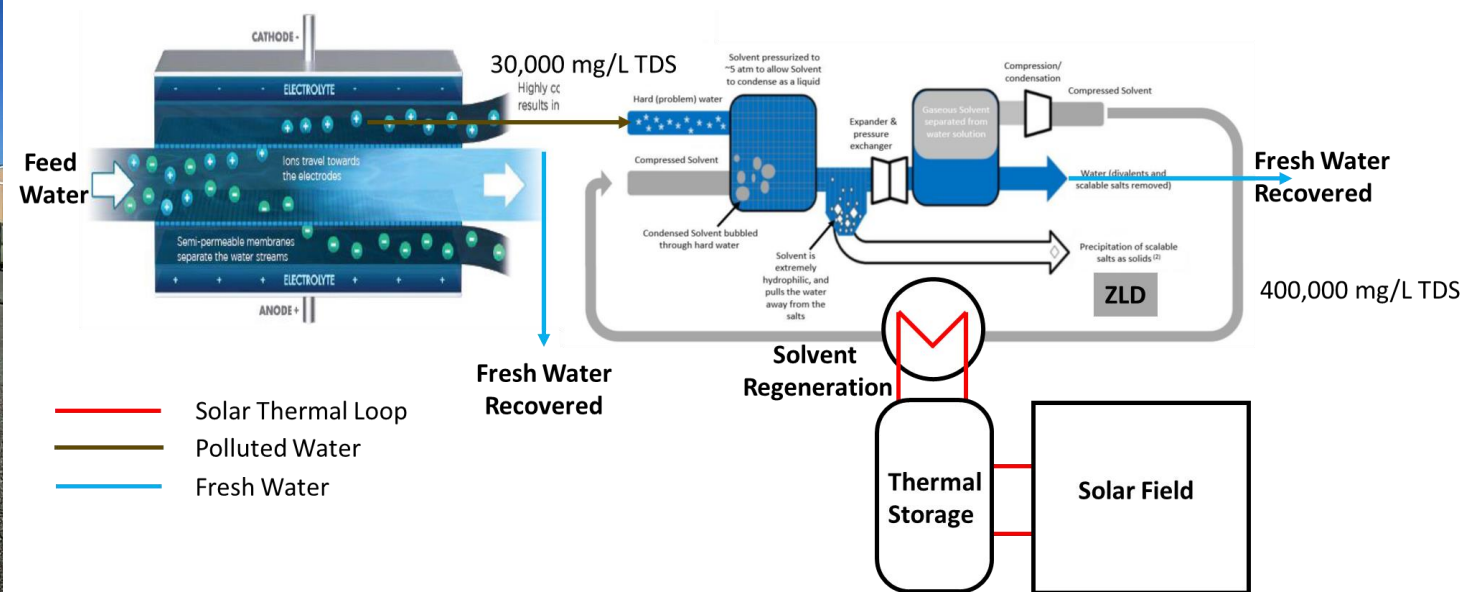 CATHODE -
ELECTROLYTE
Ions travel towards
the electrodes
Semi-permeable membranes
separate the water streams
ELECTROLYTE
ANODE +
Feed
Water
30,000 mg/L TDS
Highly cc
results in
Fresh Water
Recovered
Hard (problem) water
Compressed Solvent
Solvent pressurized to
~5 atm to allow Solvent
to condense as a liquid
Condensed Solvent bubbled
through hard water
Solvent is
extremely
hydrophilic, and
pulls the water
away from the
salts
Expander &
pressure
exchanger
Gaseous Solvent
separated from
water solution
Compression/
condensation
Compressed Solvent
Water (divalents and
scalable salts removed)
Fresh Water
Recovered
Precipitation of scalable
salts as solids (2)
ZLD
400,000 mg/L TDS
Solvent
Regeneration
Thermal
Storage
Solar Field
Solar Thermal Loop
Polluted Water
Fresh Water